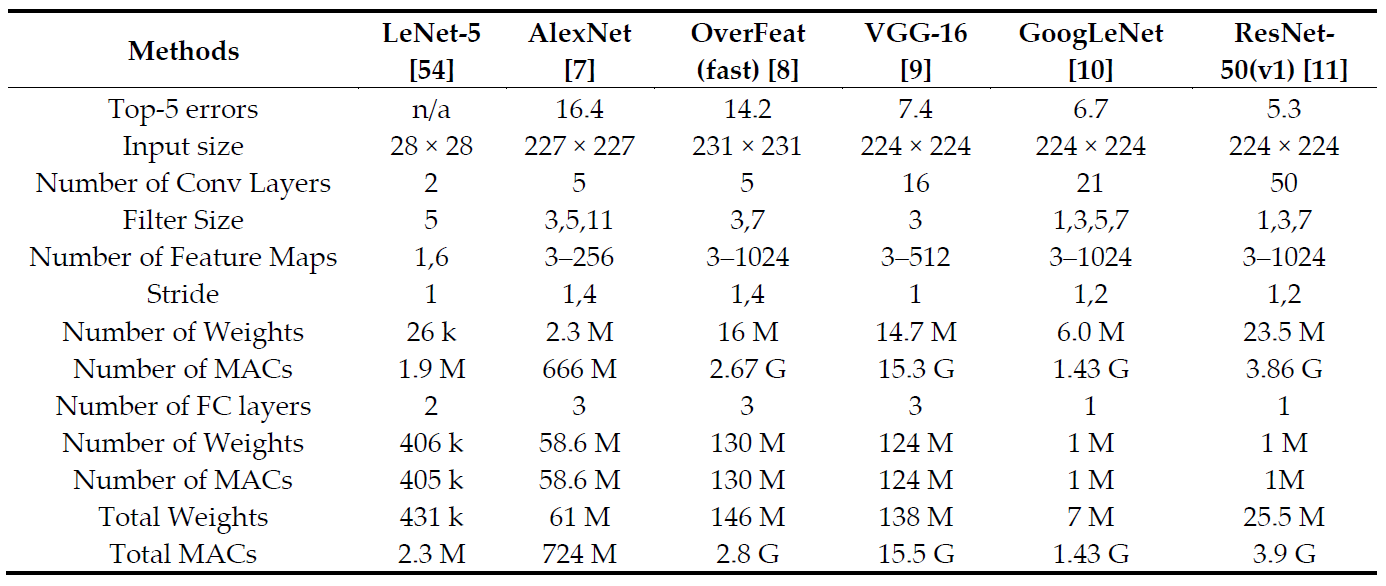 Methods LeNet-5 [54] AlexNet [7] OverFeat (fast) [8] VGG-16 [9] GoogLeNet [10] ResNet-50(v1) [11]
Top-5 errors n/a 16.4 14.2 7.4 6.7 5.3
Input size 28 × 28 227 × 227 231 × 231 224 × 224 224 × 224 224 × 224
Number of Conv Layers 2 5 5 16 21 50
Filter Size 5 3,5,11 3,7 3 1,3,5,7 1,3,7
Number of Feature Maps 1,6 3–256 3–1024 3–512 3–1024 3–1024
Stride 1 1,4 1,4 1 1,2 1,2
Number of Weights 26 k 2.3 M 16 M 14.7 M 6.0 M 23.5 M
Number of MACs 1.9 M 666 M 2.67 G 15.3 G 1.43 G 3.86 G
Number of FC layers 2 3 3 3 1 1
Number of Weights 406 k 58.6 M 130 M 124 M 1 M 1 M
Number of MACs 405 k 58.6 M 130 M 124 M 1 M 1M
Total Weights 431 k 61 M 146 M 138 M 7 M 25.5 M
Total MACs 2.3 M 724 M 2.8 G 15.5 G 1.43 G 3.9 G